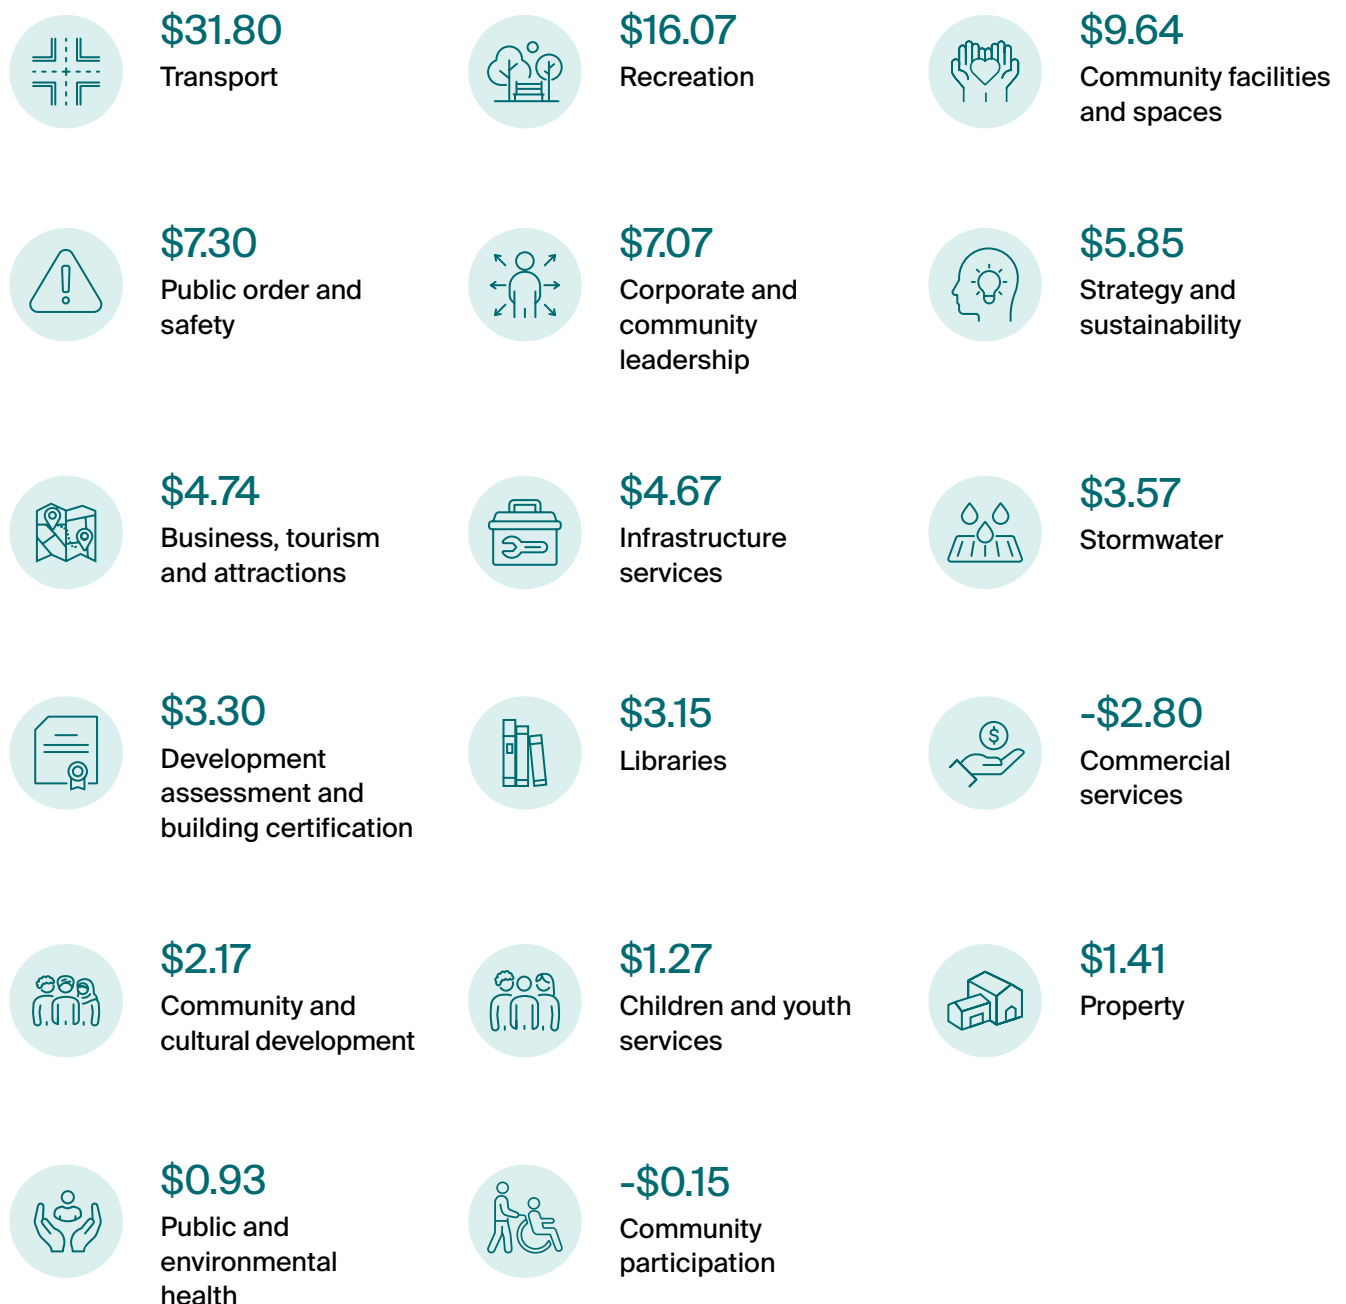 $31.80
Transport
$16.07
Recreation
$9.64
Community facilities
and spaces
$7.30
Public order and
safety
$7.07
Corporate and
community
leadership
$5.85
Strategy and
sustainability
$4.74
Business, tourism
and attractions
$4.67
Infrastructure
services
$3.57
Stormwater
$3.30
Development
assessment and
building certification
$3.15
Libraries
$
-$2.80
Commercial
services
$2.17
Community and
cultural development
$1.27
Children and youth
services
$1.41
Property
$0.93
Public and
environmental
health
-$0.15
Community
participation